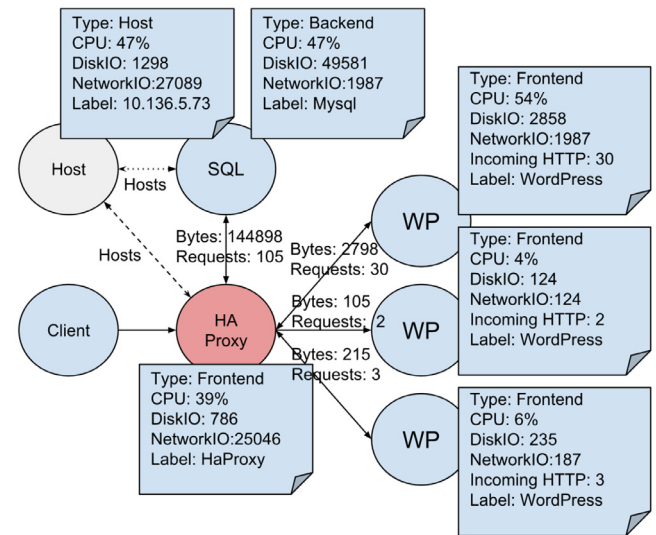 Type: Host
CPU: 47%
DiskIO: 1298
NetworkIO:27089
Label: 10.136.5.73
Type: Backend
CPU: 47%
DiskIO: 49581
NetworkIO:1987
Label: Mysql
Type: Frontend
CPU: 54%
DiskIO: 2858
NetworkIO:1987
Incoming HTTP: 30
Label: WordPress
Host
Hosts
SQL
WP
Hosts
Bytes: 144898
Requests: 105
Bytes: 2798
Requests: 30
Type: Frontend
CPU: 4%
DiskIO: 124
NetworkIO:124
Incoming HTTP: 2
Label: WordPress
Client
HA
Proxy
Bytes: 105
Requests: 2
WP
Bytes: 215
Requests: 3
Type: Frontend
CPU: 39%
DiskIO: 786
NetworkIO:25046
Label: HaProxy
WP
Type: Frontend
CPU: 6%
DiskIO: 235
NetworkIO:187
Incoming HTTP: 3
Label: WordPress